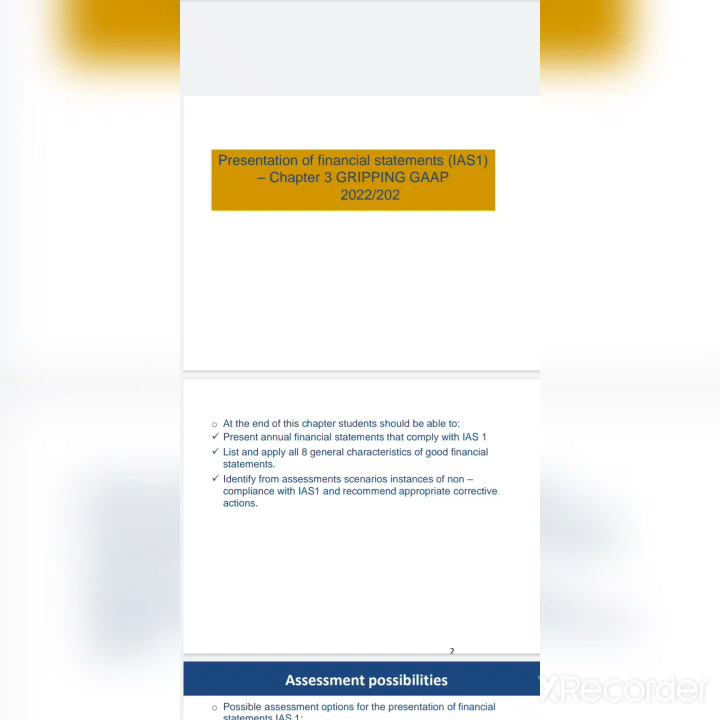 Presentation of financial statements (IAS1)
– Chapter 3 GRIPPING GAAP
2022/202
o At the end of this chapter students should be able to:
✓ Present annual financial statements that comply with IAS 1
✓ List and apply all 8 general characteristics of good financial
statements.
✓ Identify from assessments scenarios instances of non –
compliance with IAS1 and recommend appropriate corrective
actions.
2
Assessment possibilities
o Possible assessment options for the presentation of financial
statements IAS 1:
XRecorder